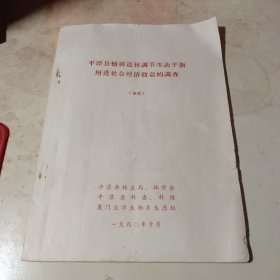 平潭县植树造林调节生态平衡
增进社会经济效益的调查
（初稿）
平潭县林业局、林学会
平潭县科委、科协
厦门大学生物系生态组
一九八〇年十月